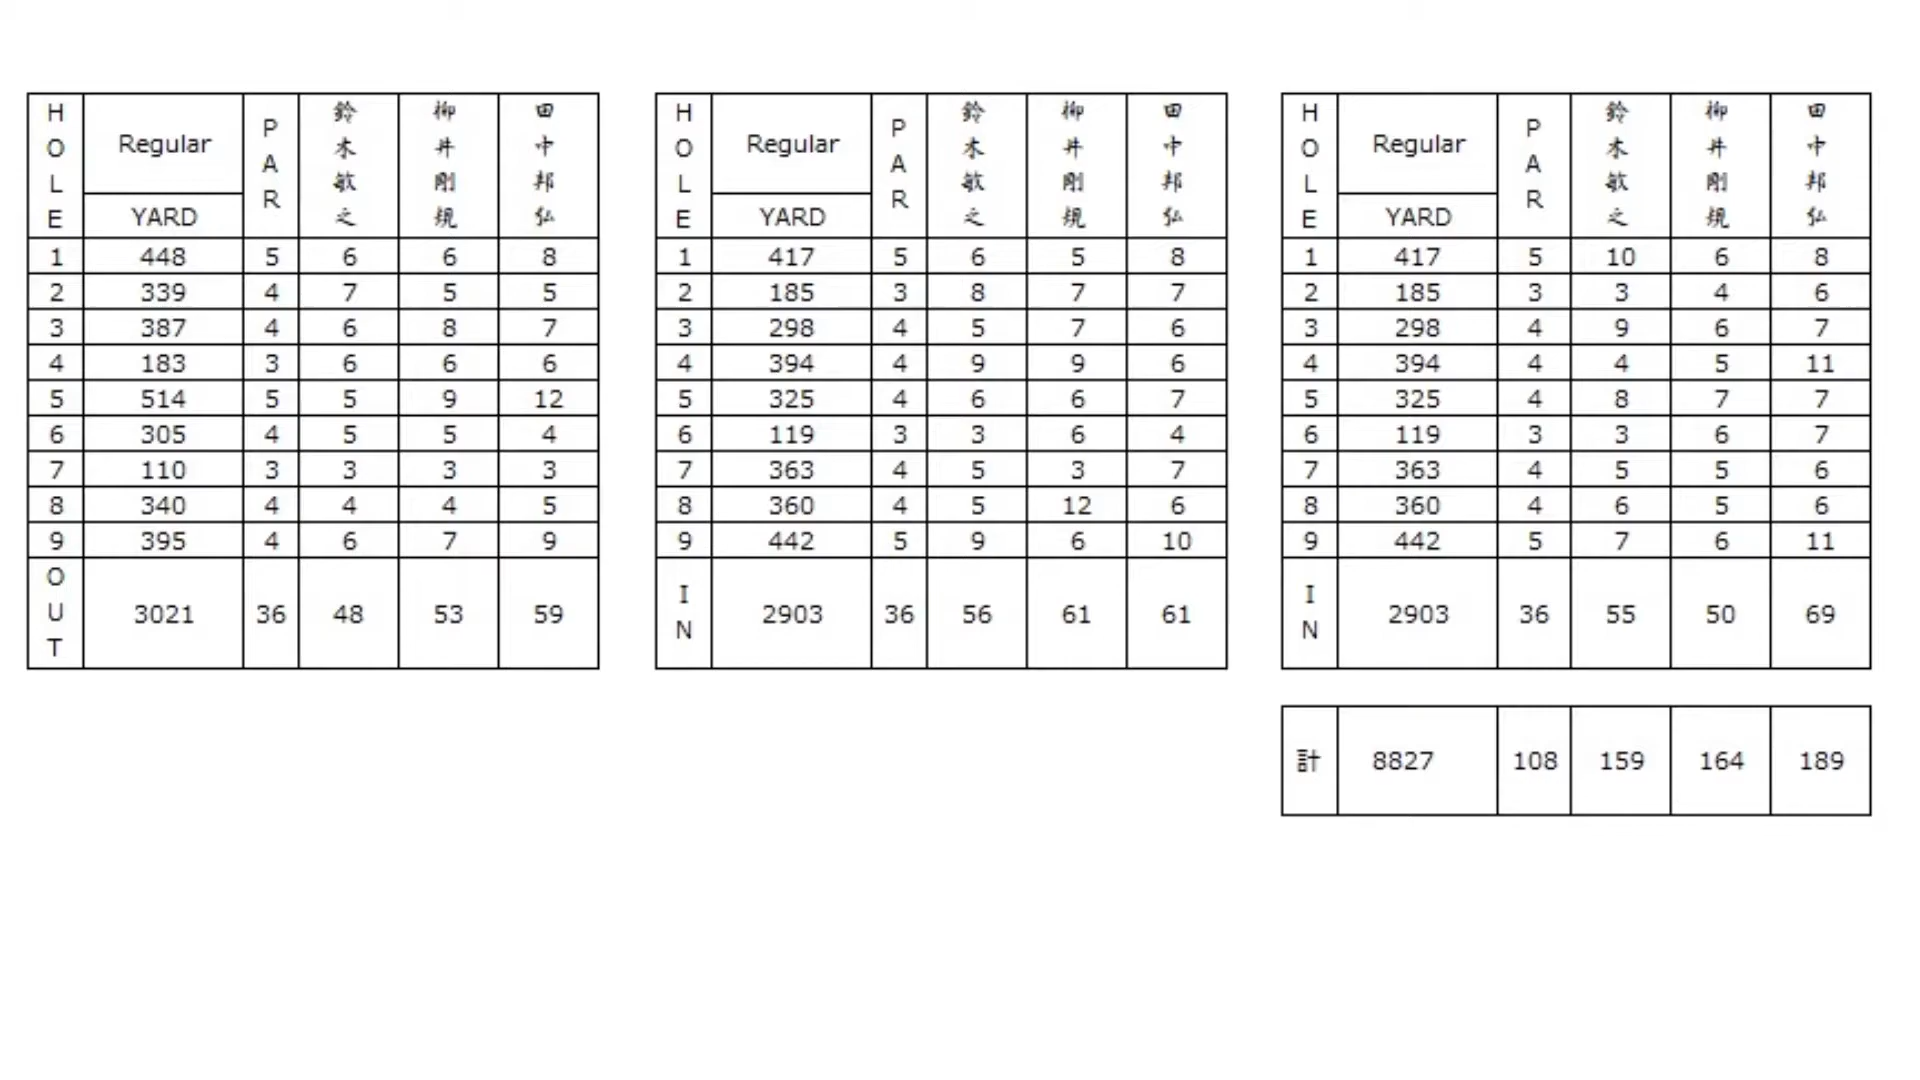 HOLE Regular PAR 鈴木敏之 柳井剛規 田中邦弘
YARD
1 448 5 6 6 8
2 339 4 7 5 5
3 387 4 6 8 7
4 183 3 6 6 6
5 514 5 5 9 12
6 305 4 5 5 4
7 110 3 3 3 3
8 340 4 4 4 5
9 395 4 6 7 9
OUT 3021 36 48 53 59
HOLE Regular PAR 鈴木敏之 柳井剛規 田中邦弘
YARD
1 417 5 6 5 8
2 185 3 8 7 7
3 298 4 5 7 6
4 394 4 9 9 6
5 325 4 6 6 7
6 119 3 3 6 4
7 363 4 5 3 7
8 360 4 5 12 6
9 442 5 9 6 10
IN 2903 36 56 61 61
HOLE Regular PAR 鈴木敏之 柳井剛規 田中邦弘
YARD
1 417 5 10 6 8
2 185 3 3 4 6
3 298 4 9 6 7
4 394 4 4 5 11
5 325 4 8 7 7
6 119 3 3 6 7
7 363 4 5 5 6
8 360 4 6 5 6
9 442 5 7 6 11
IN 2903 36 55 50 69
計 8827 108 159 164 189